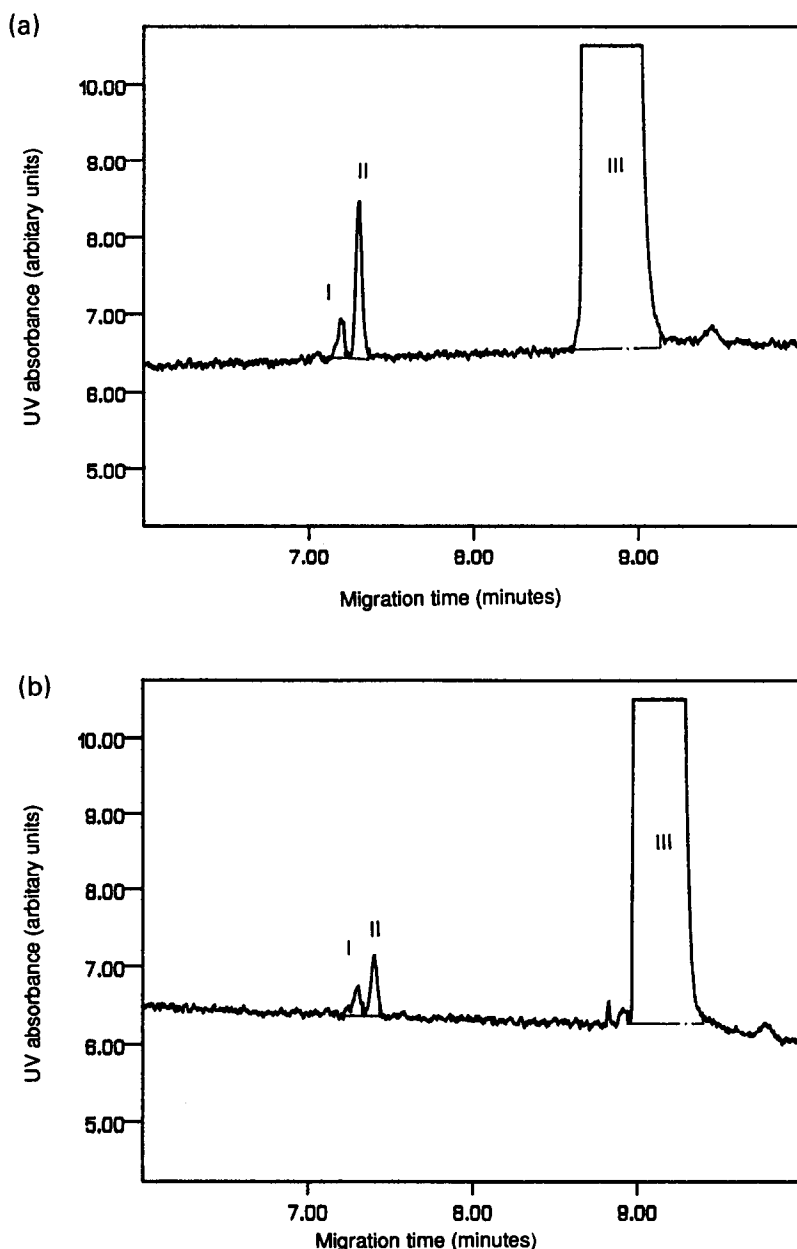 (a)
10.00
9.00
8.00
7.00
6.00
5.00
UV absorbance (arbitary units)
I
II
III
7.00
8.00
9.00
Migration time (minutes)
(b)
10.00
9.00
8.00
7.00
6.00
5.00
UV absorbance (arbitary units)
I
II
III
7.00
8.00
9.00
Migration time (minutes)